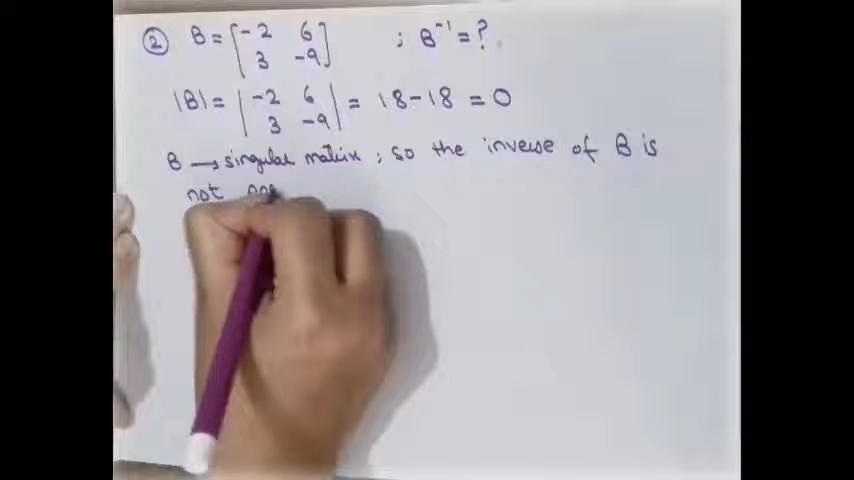 ② B = [-2 6 ; B⁻¹ = ?
3 -9]
|B| = |-2 6 = 18 - 18 = 0
3 -9|
B → singular matrix ; so the inverse of B is
not